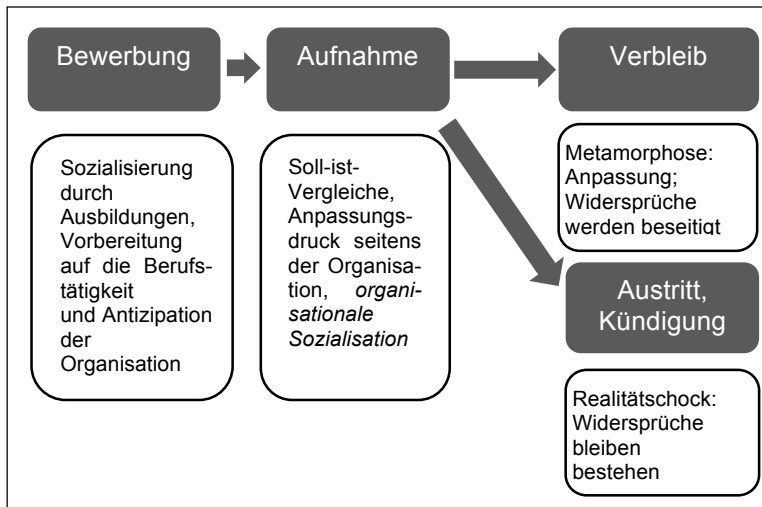 Bewerbung
Aufnahme
Verbleib
Sozialisierung
durch
Ausbildungen,
Vorbereitung
auf die Berufs-
tätigkeit
und Antizipation
der
Organisation
Soll-ist-
Vergleiche,
Anpassungs-
druck seitens
der Organisa-
tion, organi-
sationale
Sozialisation
Metamorphose:
Anpassung;
Widersprüche
werden beseitigt
Austritt,
Kündigung
Realitätschock:
Widersprüche
bleiben
bestehen